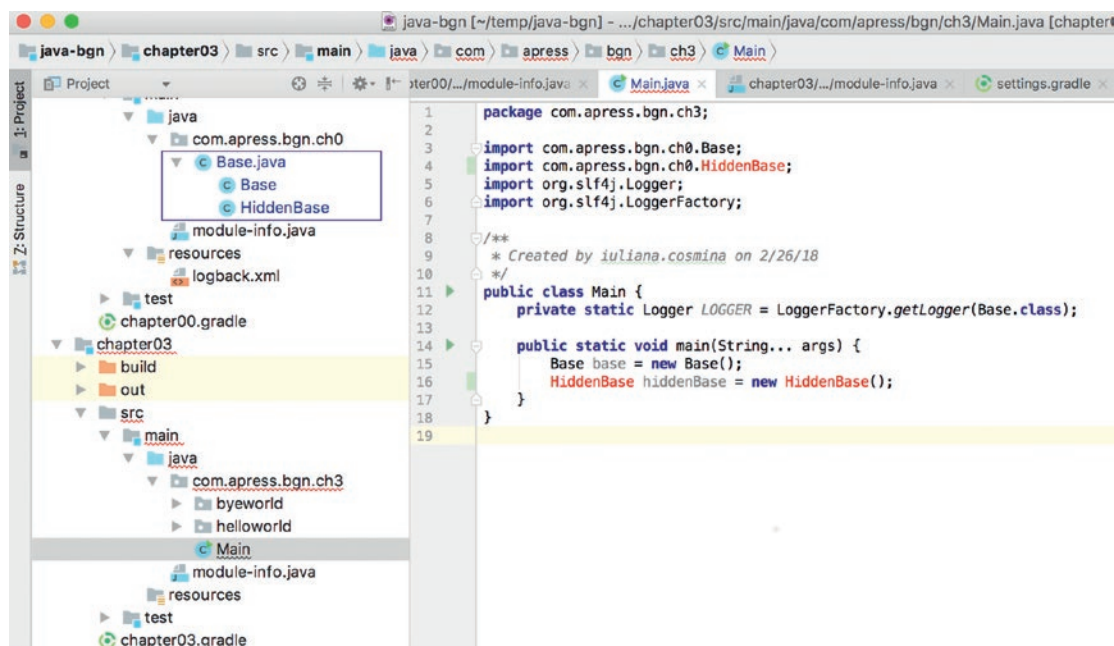 java-bgn [~/temp/java-bgn] - .../chapter03/src/main/java/com/apress/bgn/ch3/Main.java [chapter
java-bgn chapter03 src main java com apress bgn ch3 Main
Project
pter00/.../module-info.java Main.java chapter03/.../module-info.java settings.gradle
1: Project
Z: Structure
main
java
com.apress.bgn.ch0
Base.java
Base
HiddenBase
module-info.java
resources
logback.xml
test
chapter00.gradle
chapter03
build
out
src
main
java
com.apress.bgn.ch3
byeworld
helloworld
Main
module-info.java
resources
test
chapter03.gradle
1 package com.apress.bgn.ch3;
2
3 import com.apress.bgn.ch0.Base;
4 import com.apress.bgn.ch0.HiddenBase;
5 import org.slf4j.Logger;
6 import org.slf4j.LoggerFactory;
7
8 /**
9 * Created by iuliana.cosmina on 2/26/18
10 */
11 public class Main {
12 private static Logger LOGGER = LoggerFactory.getLogger(Base.class);
13
14 public static void main(String... args) {
15 Base base = new Base();
16 HiddenBase hiddenBase = new HiddenBase();
17 }
18 }
19